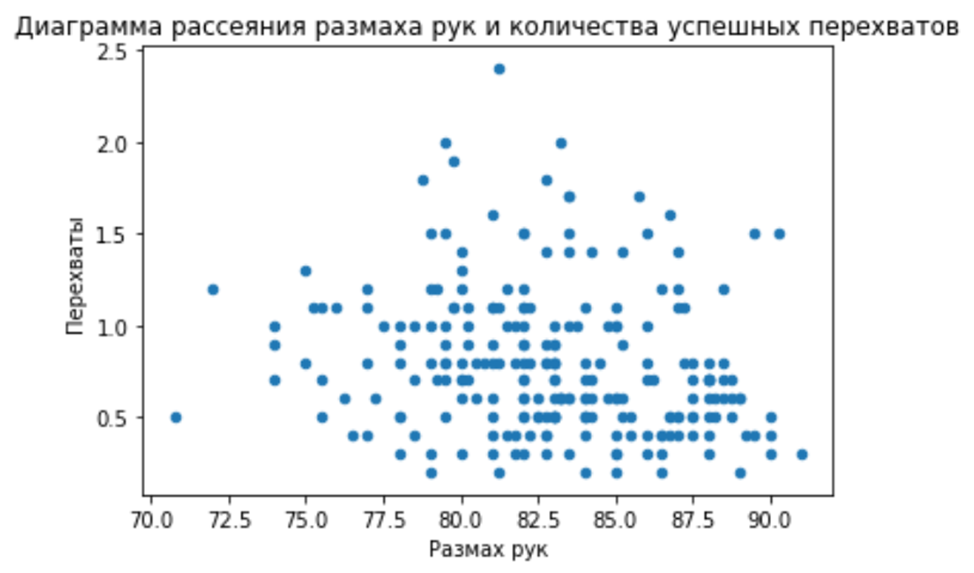 Диаграмма рассеяния размаха рук и количества успешных перехватов
2.5
2.0
1.5
1.0
0.5
Перехваты
70.0 72.5 75.0 77.5 80.0 82.5 85.0 87.5 90.0
Размах рук